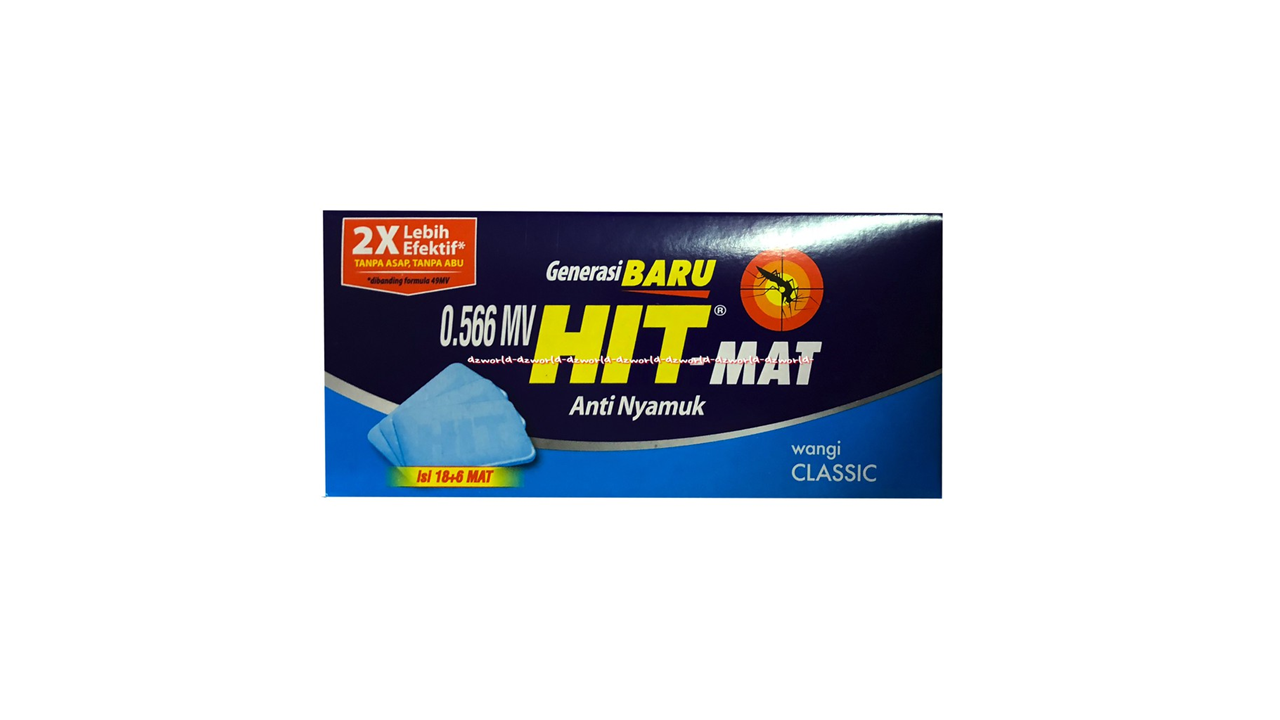 2X Lebih Efektif*
TANPA ASAP, TANPA ABU
*dibanding formula 49MV
Generasi BARU
0.566 MV HIT®-MAT
dzworld-dzworld-dzworld-dzworld-dzworld-dzworld-dzworld-
Anti Nyamuk
HIT
isi 18+6 MAT
wangi
CLASSIC